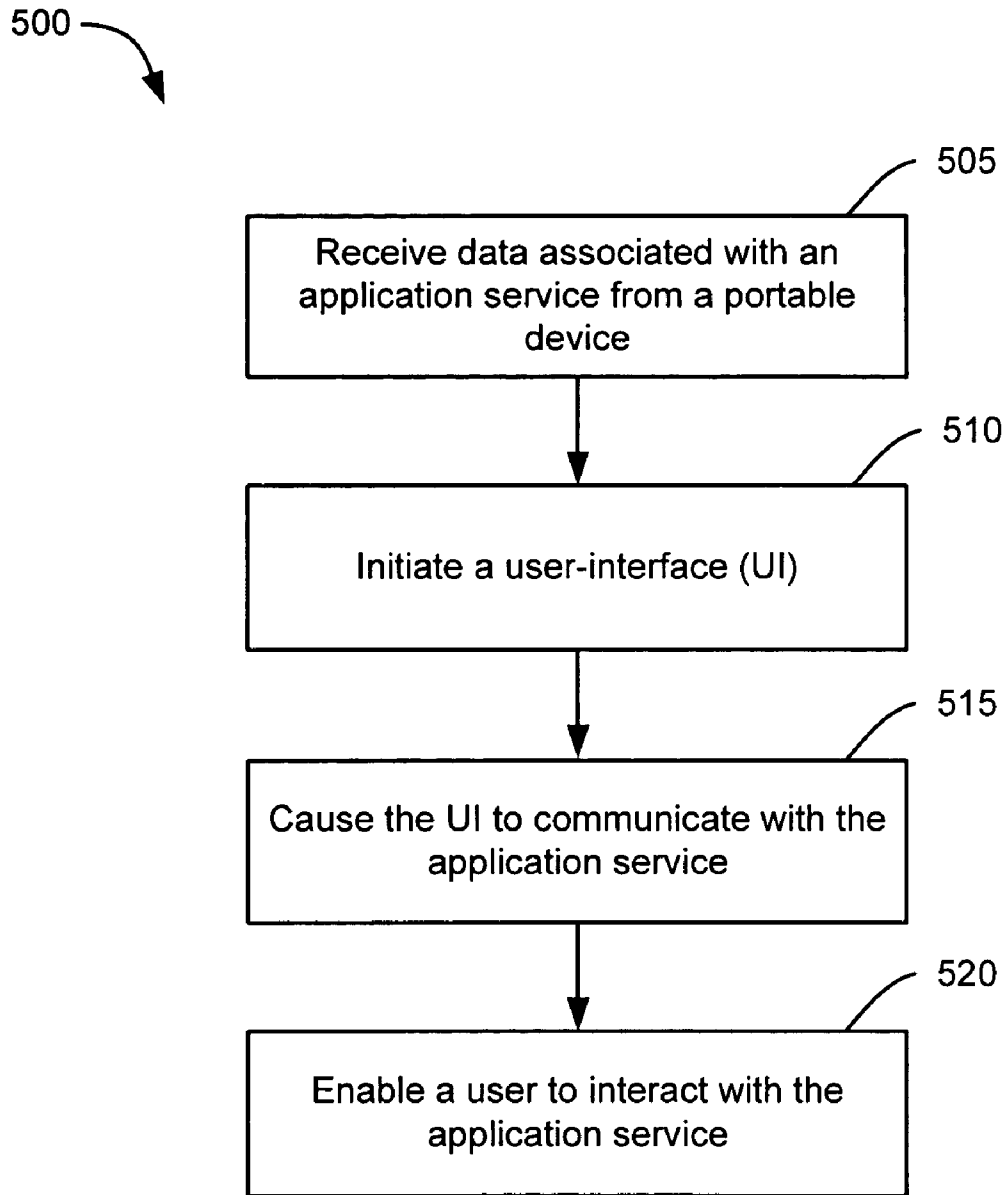 500
505
Receive data associated with an
application service from a portable
device
510
Initiate a user-interface (UI)
515
Cause the UI to communicate with the
application service
520
Enable a user to interact with the
application service